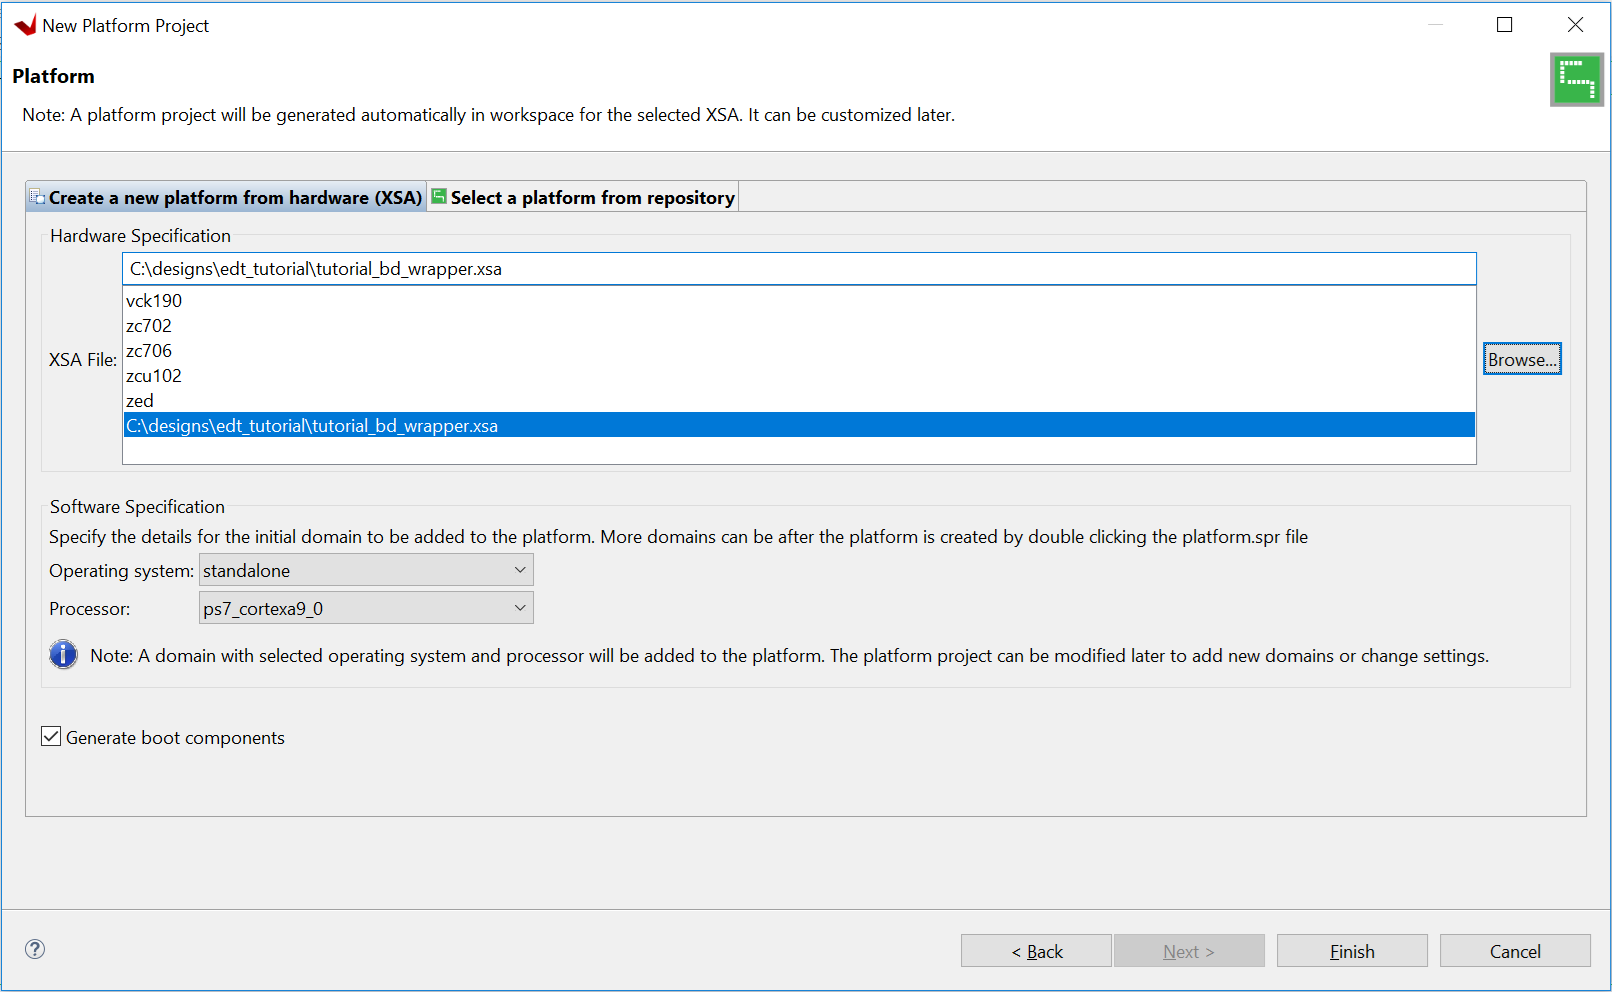 New Platform Project
Platform
Note: A platform project will be generated automatically in workspace for the selected XSA. It can be customized later.
Create a new platform from hardware (XSA) Select a platform from repository
Hardware Specification
C:\designs\edt_tutorial\tutorial_bd_wrapper.xsa
vck190
zc702
zc706
XSA File:
Browse...
zcu102
zed
C:\designs\edt_tutorial\tutorial_bd_wrapper.xsa
Software Specification
Specify the details for the initial domain to be added to the platform. More domains can be after the platform is created by double clicking the platform.spr file
Operating system: standalone
Processor: ps7_cortexa9_0
Note: A domain with selected operating system and processor will be added to the platform. The platform project can be modified later to add new domains or change settings.
Generate boot components
? < Back Next > Finish Cancel